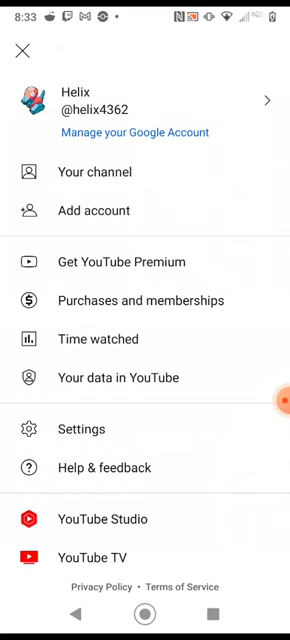 8:33
Helix
@helix4362
Manage your Google Account
Your channel
Add account
Get YouTube Premium
Purchases and memberships
Time watched
Your data in YouTube
Settings
Help & feedback
YouTube Studio
YouTube TV
Privacy Policy • Terms of Service